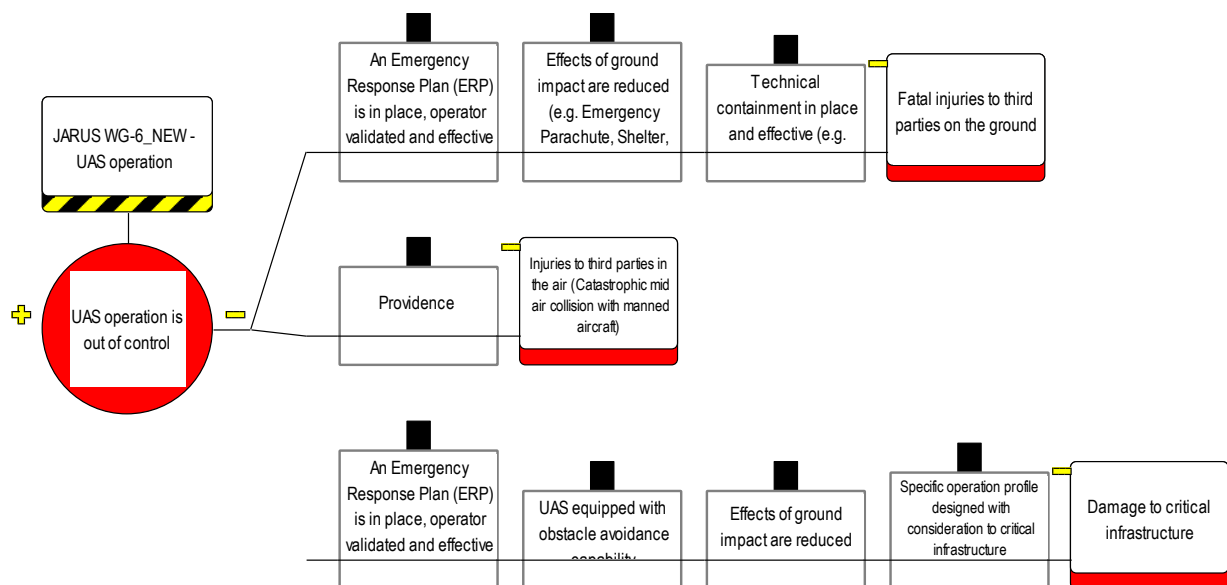 JARUS WG-6_NEW -
UAS operation
UAS operation is
out of control
An Emergency
Response Plan (ERP)
is in place, operator
validated and effective
Effects of ground
impact are reduced
(e.g. Emergency
Parachute, Shelter,
Technical
containment in place
and effective (e.g.
Fatal injuries to third
parties on the ground
Providence
Injuries to third parties in
the air (Catastrophic mid
air collision with manned
aircraft)
An Emergency
Response Plan (ERP)
is in place, operator
validated and effective
UAS equipped with
obstacle avoidance
capability
Effects of ground
impact are reduced
Specific operation profile
designed with
consideration to critical
infrastructure
Damage to critical
infrastructure